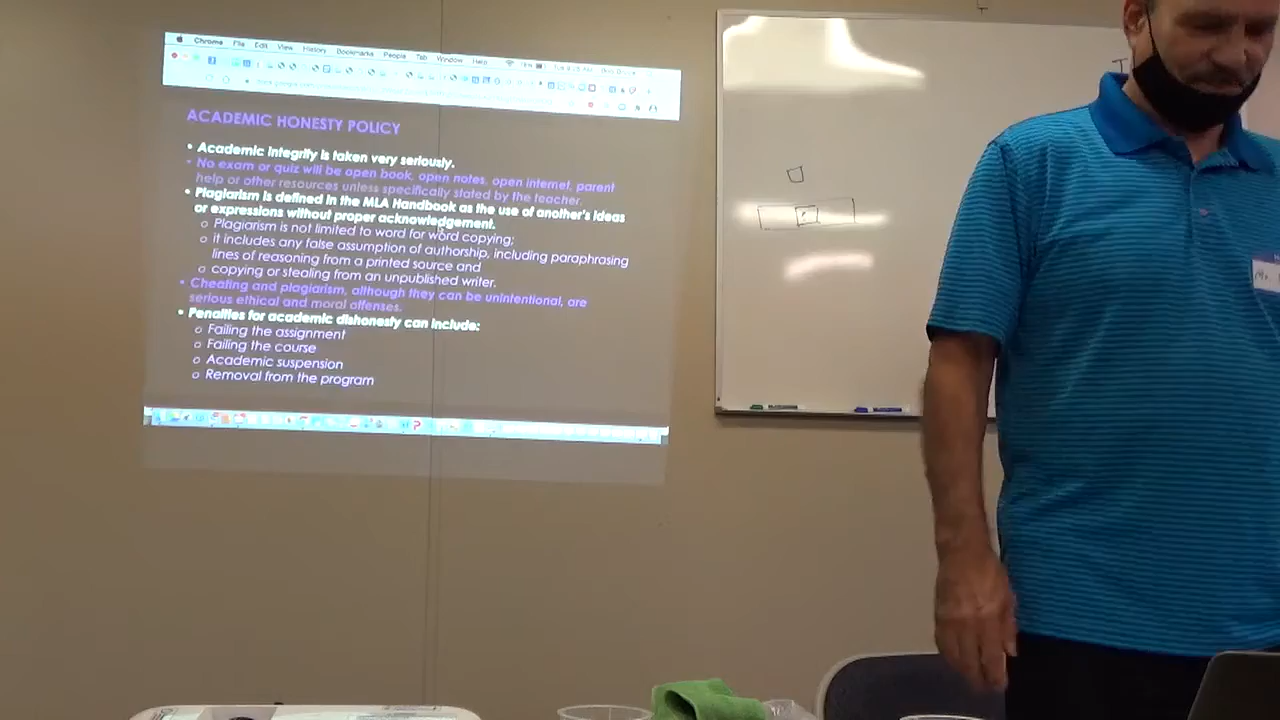 Chrome File Edit View History Bookmarks People Tab Window Help
ACADEMIC HONESTY POLICY
• Academic integrity is taken very seriously.
• No exam or quiz will be open book, open notes, open internet, parent
help or other resources unless specifically stated by the teacher.
• Plagiarism is defined in the MLA Handbook as the use of another's ideas
or expressions without proper acknowledgement.
o Plagiarism is not limited to word for word copying;
o it includes any false assumption of authorship, including paraphrasing
lines of reasoning from a printed source and
o copying or stealing from an unpublished writer.
• Cheating and plagiarism, although they can be unintentional, are
serious ethical and moral offenses.
• Penalties for academic dishonesty can include:
o Failing the assignment
o Failing the course
o Academic suspension
o Removal from the program